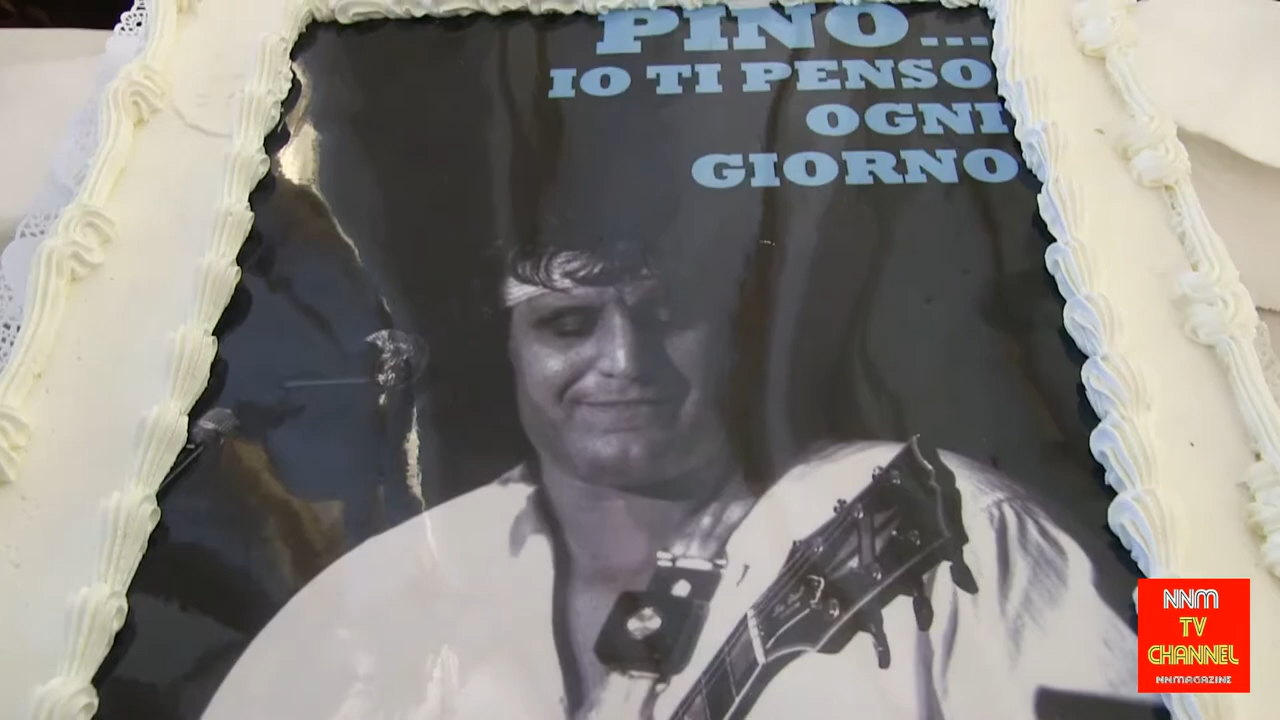 PINO...
IO TI PENSO
OGNI
GIORNO
NNM
TV
CHANNEL
NNMAGAZINE